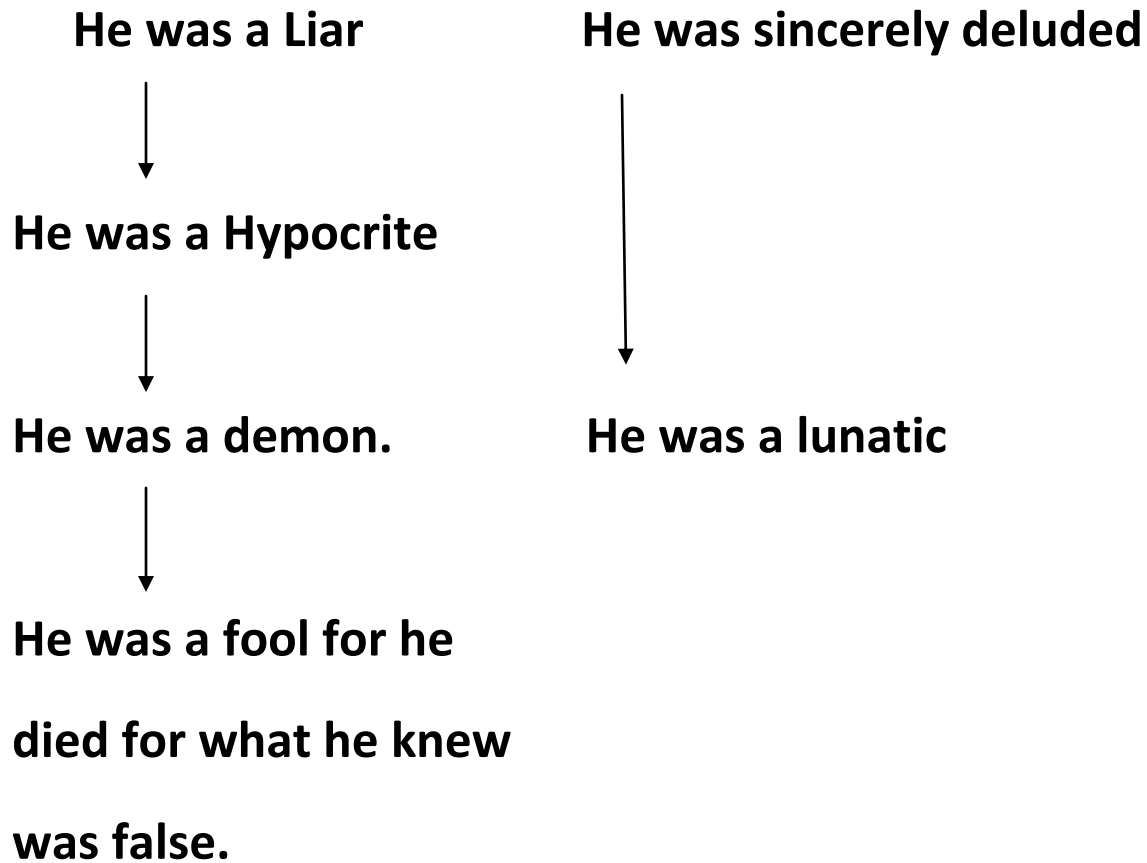 He was a Liar
He was sincerely deluded
He was a Hypocrite
He was a demon.
He was a lunatic
He was a fool for he
died for what he knew
was false.